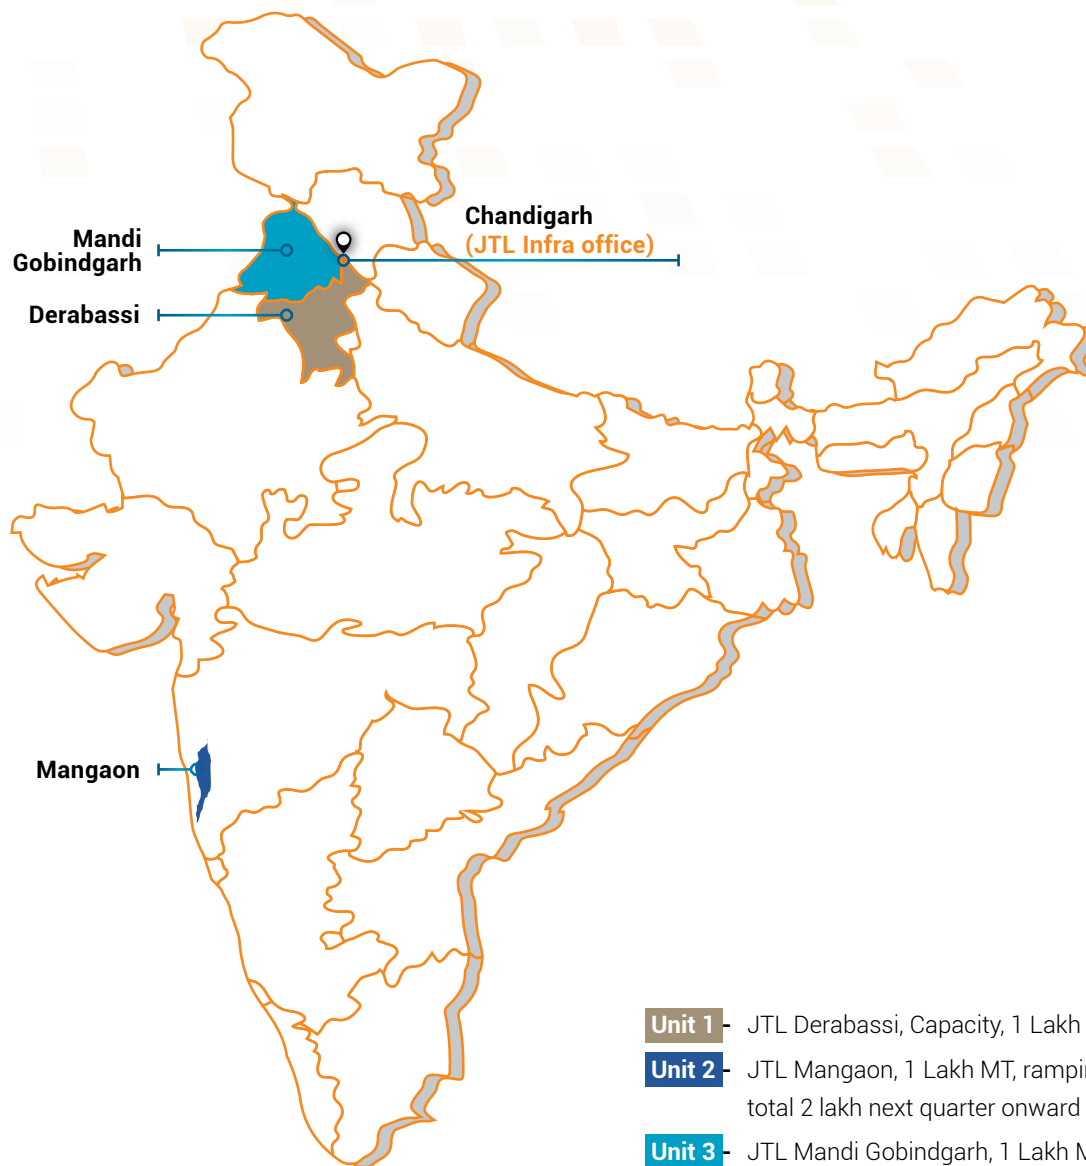 Chandigarh
(JTL Infra office)
Mandi
Gobindgarh
Derabassi
Mangaon
Unit 1 - JTL Derabassi, Capacity, 1 Lakh
Unit 2 - JTL Mangaon, 1 Lakh MT,
total 2 lakh next quarter onward
Unit 3 - JTL Mandi Gobindgarh, 1 Lakh